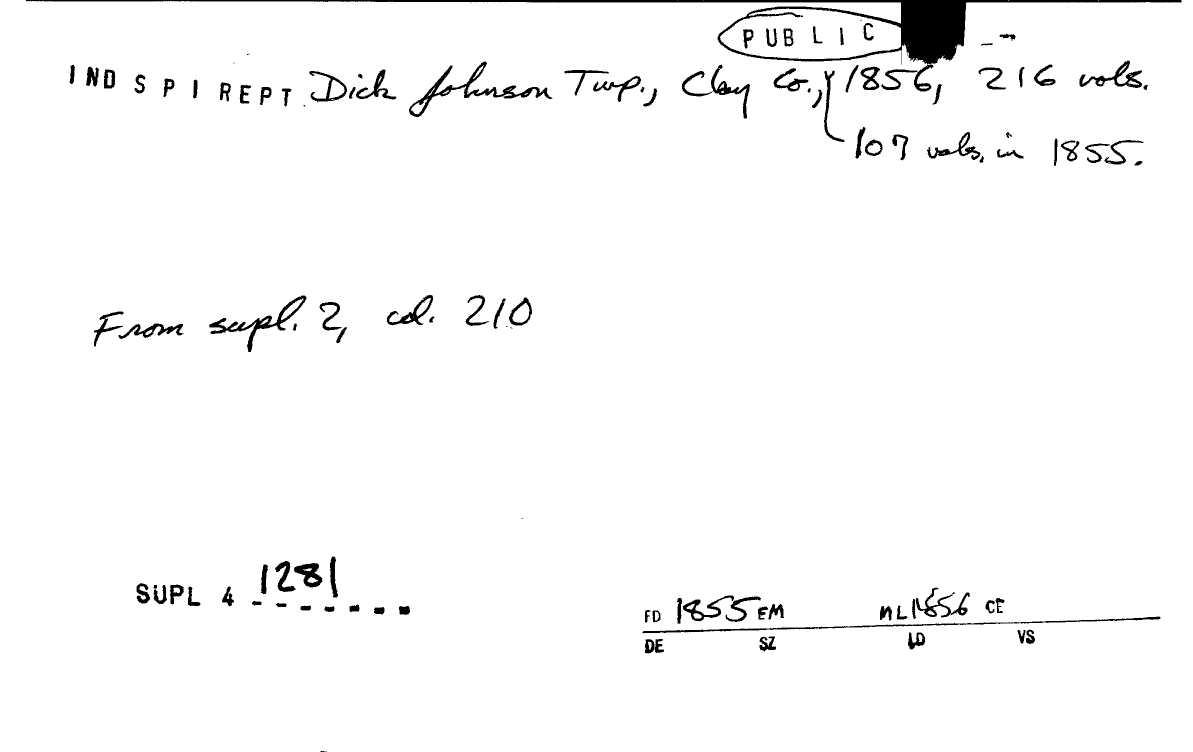 PUBLIC
IND SPI REPT Dick Johnson Twp., Clay Co., 1856, 216 vols.
107 vols. in 1855.
From supl. 2, col. 210
SUPL 4 1281
FD 1855 EM ML 1856 CE
DE SZ LD VS